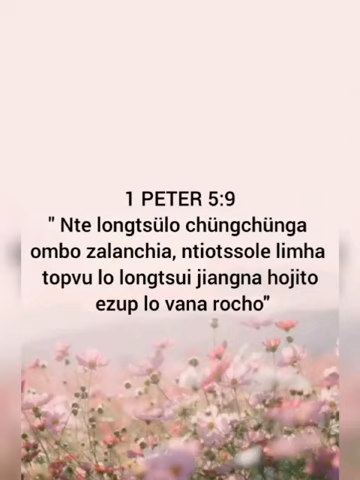 1 PETER 5:9
" Nte longtsülo chüngchünga
ombo zalanchia, ntiotssole limha
topvu lo longtsui jiangna hojito
ezup lo vana rocho"